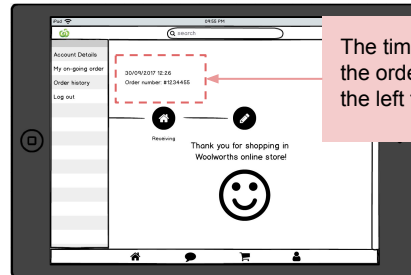 iPad
09:55 PM
search
Account Details
My on-going order
Order history
Log out
30/09/2017 12:26
Order number: #1234455
Receiving
Thank you for shopping in
Woolworths online store!
The tim
the orde
the left